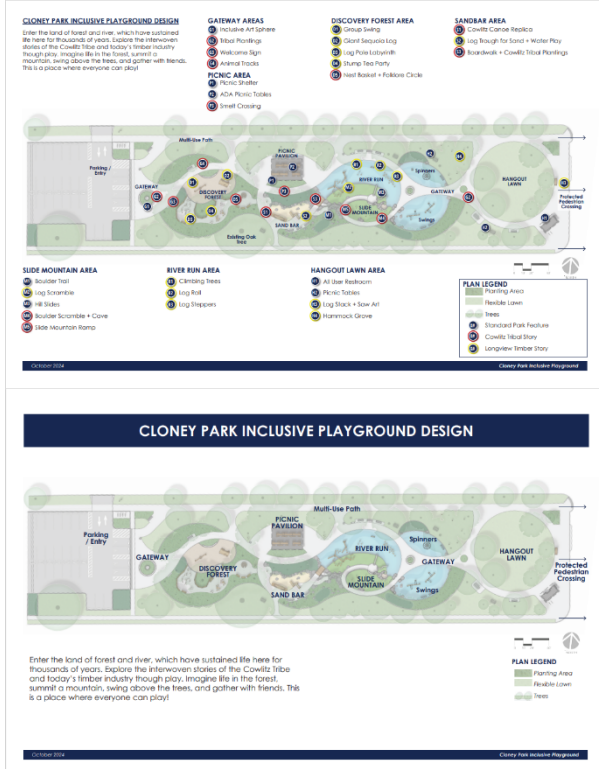 CLONEY PARK INCLUSIVE PLAYGROUND DESIGN
Enter the land of forest and river, which have sustained
life here for thousands of years. Explore the interwoven
stories of the Cowlitz Tribe and today's timber industry
though play. Imagine life in the forest, summit a
mountain, swing above the trees, and gather with friends.
This is a place where everyone can play!
GATEWAY AREAS
Inclusive Art Sphere
Tribal Plantings
Welcome Sign
Animal Tracks
PICNIC AREA
Picnic Shelter
ADA Picnic Tables
Smelt Crossing
DISCOVERY FOREST AREA
Group Swing
Giant Sequoia Log
Log Pole Labyrinth
Stump Tea Party
Nest Basket + Folklore Circle
SANDBAR AREA
Cowlitz Canoe Replica
Log Trough for Sand + Water Play
Boardwalk + Cowlitz Tribal Plantings
Multi-Use Path
Parking /
Entry
GATEWAY
DISCOVERY
FOREST
PICNIC
PAVILION
RIVER RUN
Spinners
GATEWAY
HANGOUT
LAWN
Protected
Pedestrian
Crossing
SLIDE
MOUNTAIN
SAND BAR
Swings
Existing Oak
Tree
SLIDE MOUNTAIN AREA
Boulder Trail
Log Scramble
Hill Slides
Boulder Scramble + Cave
Slide Mountain Ramp
RIVER RUN AREA
Climbing Trees
Log Roll
Log Steppers
HANGOUT LAWN AREA
All User Restroom
Picnic Tables
Log Stack + Saw Art
Hammock Grove
PLAN LEGEND
Planting Area
Flexible Lawn
Trees
Standard Park Feature
Cowlitz Tribal Story
Longview Timber Story
October 2024
Cloney Park Inclusive Playground
CLONEY PARK INCLUSIVE PLAYGROUND DESIGN
Multi-Use Path
Parking
/ Entry
GATEWAY
DISCOVERY
FOREST
PICNIC
PAVILION
RIVER RUN
Spinners
GATEWAY
HANGOUT
LAWN
Protected
Pedestrian
Crossing
SLIDE
MOUNTAIN
SAND BAR
Swings
Enter the land of forest and river, which have sustained life here for
thousands of years. Explore the interwoven stories of the Cowlitz Tribe
and today's timber industry though play. Imagine life in the forest,
summit a mountain, swing above the trees, and gather with friends. This
is a place where everyone can play!
PLAN LEGEND
Planting Area
Flexible Lawn
Trees
October 2024
Cloney Park Inclusive Playground